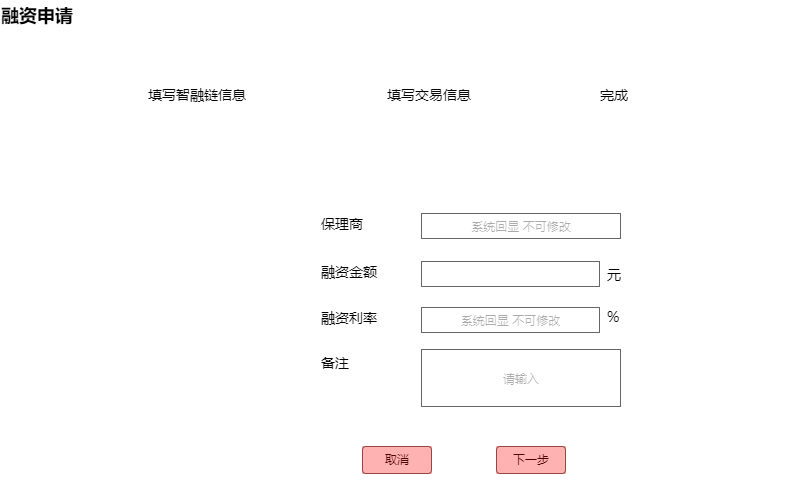 融资申请
填写智融链信息 填写交易信息 完成
保理商 系统回显 不可修改
融资金额 元
融资利率 系统回显 不可修改 %
备注 请输入
取消 下一步